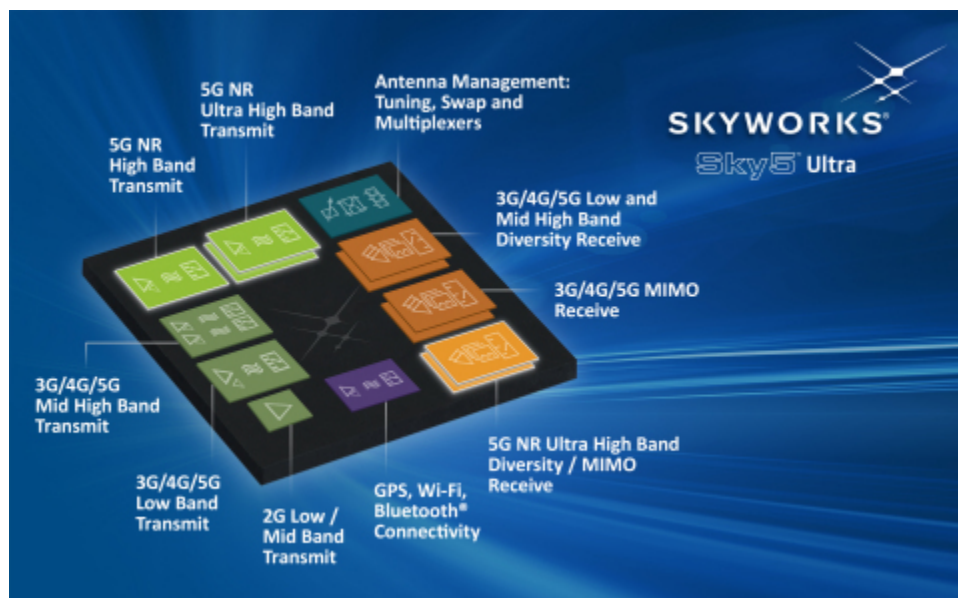 5G NR
Ultra High Band
Transmit
Antenna Management:
Tuning, Swap and
Multiplexers
SKYWORKS®
Sky5® Ultra
5G NR
High Band
Transmit
3G/4G/5G Low and
Mid High Band
Diversity Receive
3G/4G/5G MIMO
Receive
3G/4G/5G
Mid High Band
Transmit
3G/4G/5G
Low Band
Transmit
2G Low /
Mid Band
Transmit
GPS, Wi-Fi,
Bluetooth®
Connectivity
5G NR Ultra High Band
Diversity / MIMO
Receive